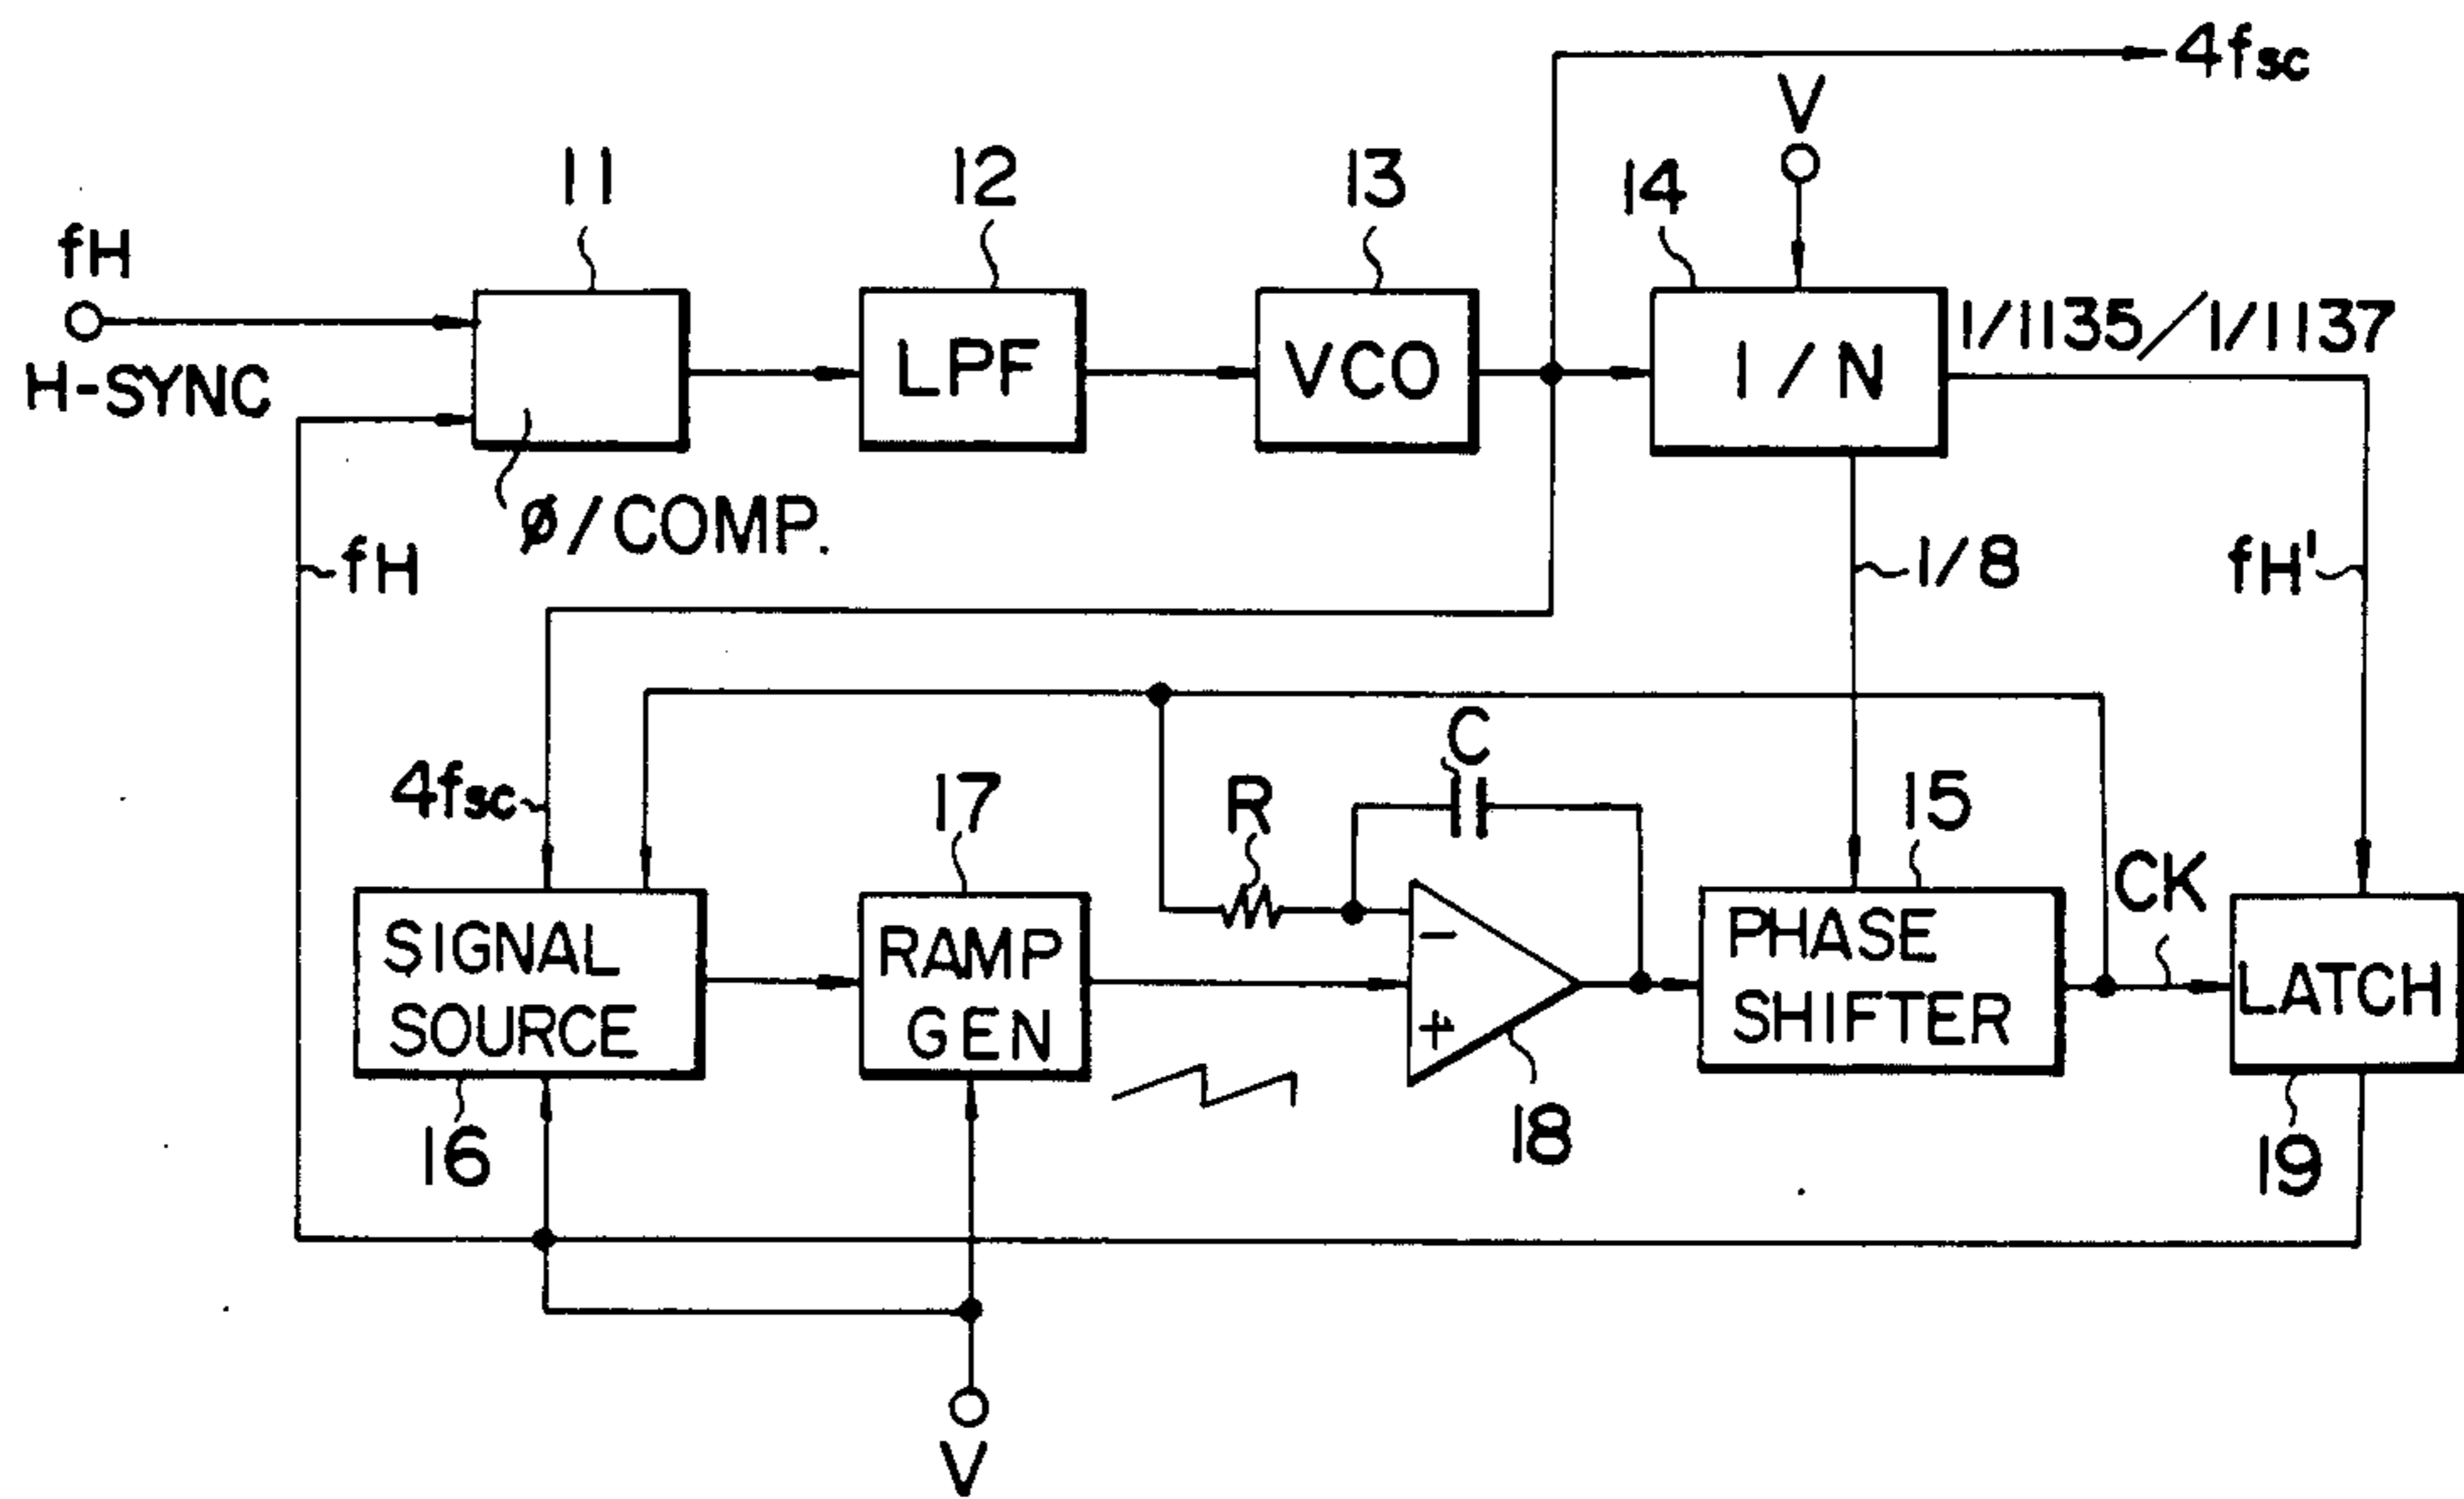 4fsc
V
11
12
13
14
fH
H-SYNC
LPF
VCO
1/N
1/1135/1/1137
ø/COMP.
fH
1/8
fH'
C
4fsc
17
R
15
CK
SIGNAL
SOURCE
RAMP
GEN
−
+
PHASE
SHIFTER
LATCH
16
18
19
V